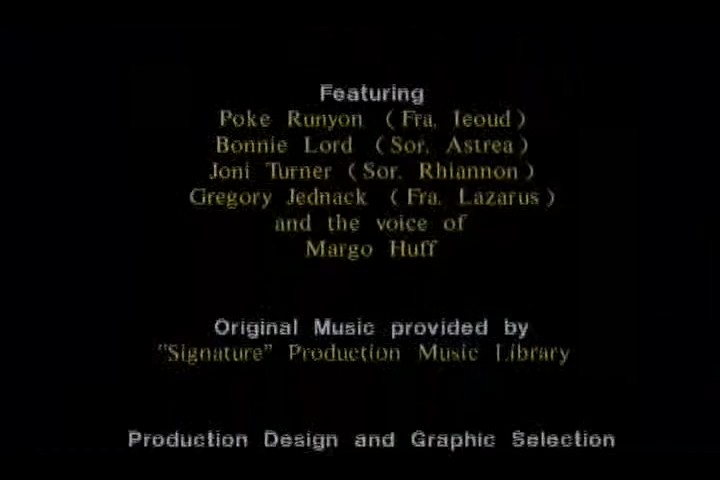 Featuring
Poke Runyon (Fra. Ieoud)
Bonnie Lord (Sor. Astrea)
Joni Turner (Sor. Rhiannon)
Gregory Jednack (Fra. Lazarus)
and the voice of
Margo Huff
Original Music provided by
"Signature" Production Music Library
Production Design and Graphic Selection